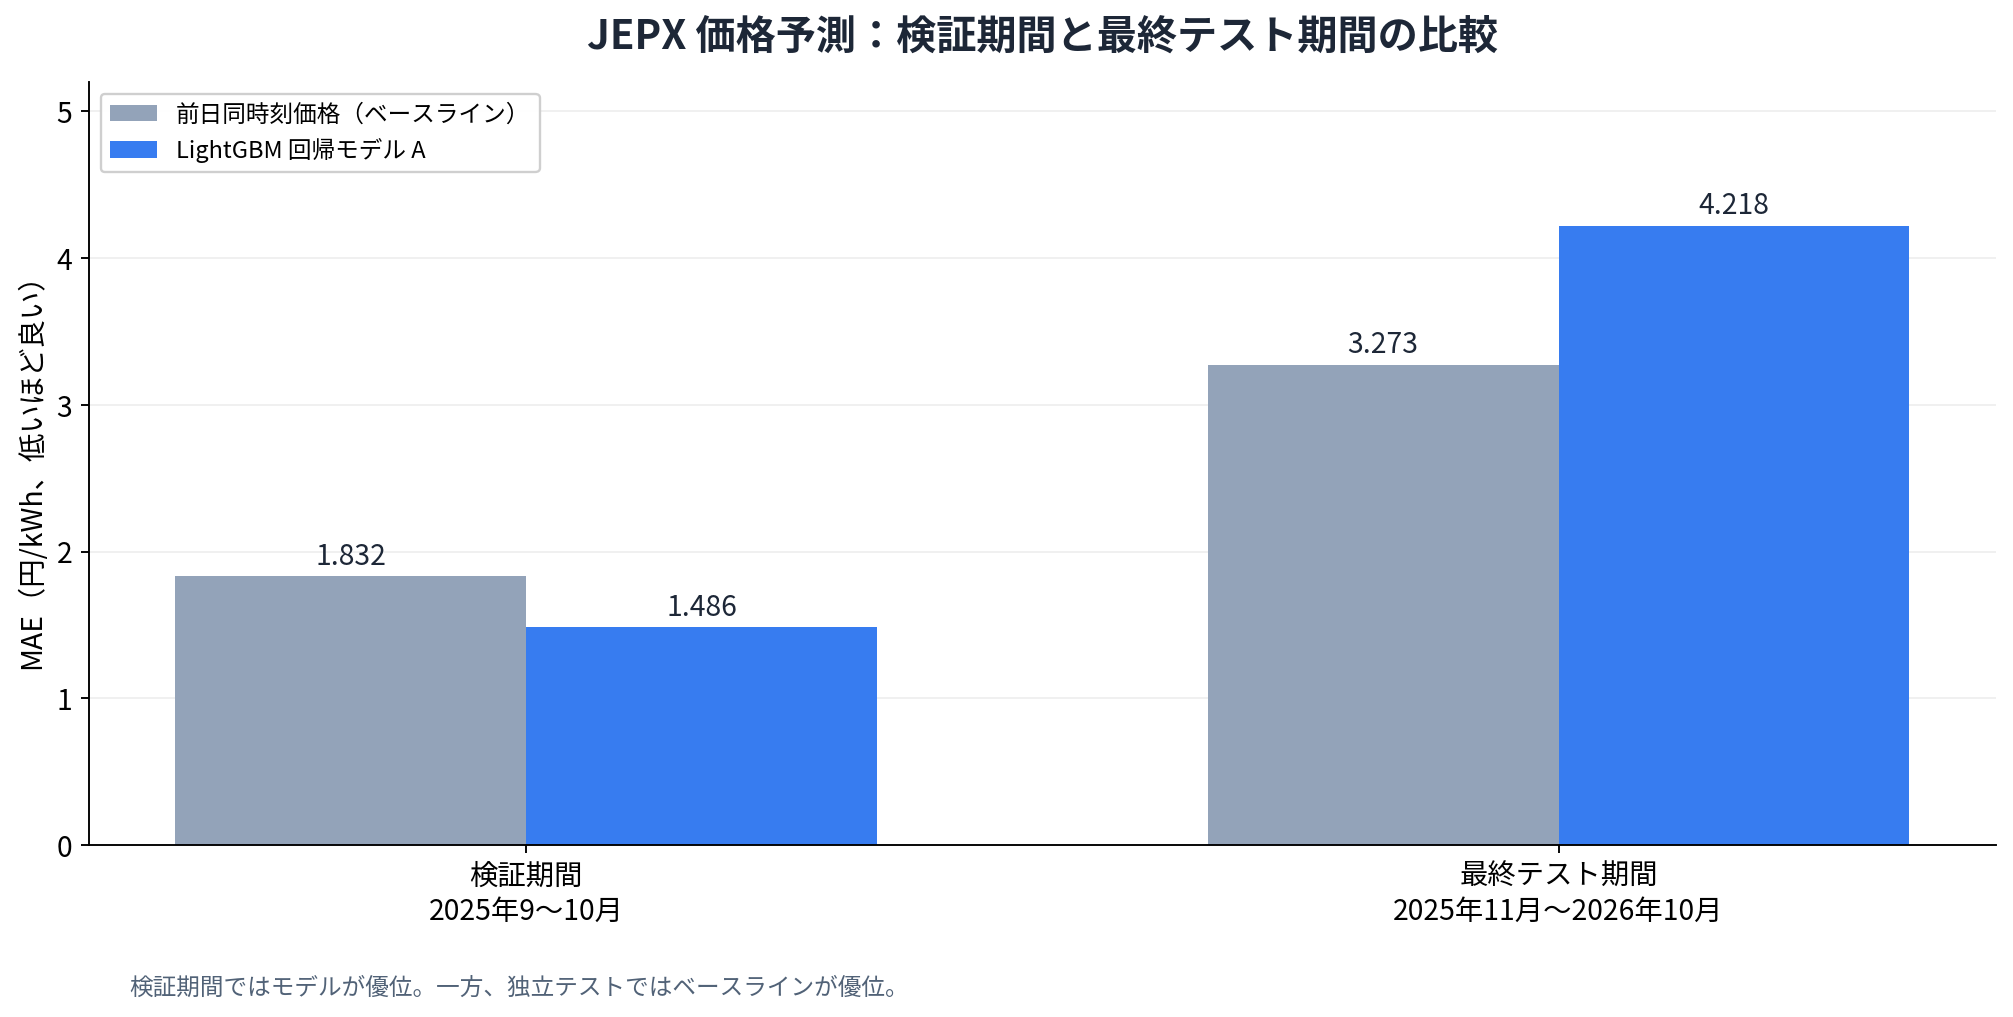 JEPX 価格予測：検証期間と最終テスト期間の比較
前日同時刻価格（ベースライン）
LightGBM 回帰モデル A
MAE（円/kWh、低いほど良い）
5
4
3
2
1
0
1.832
1.486
3.273
4.218
検証期間
2025年9〜10月
最終テスト期間
2025年11月〜2026年10月
検証期間ではモデルが優位。一方、独立テストではベースラインが優位。